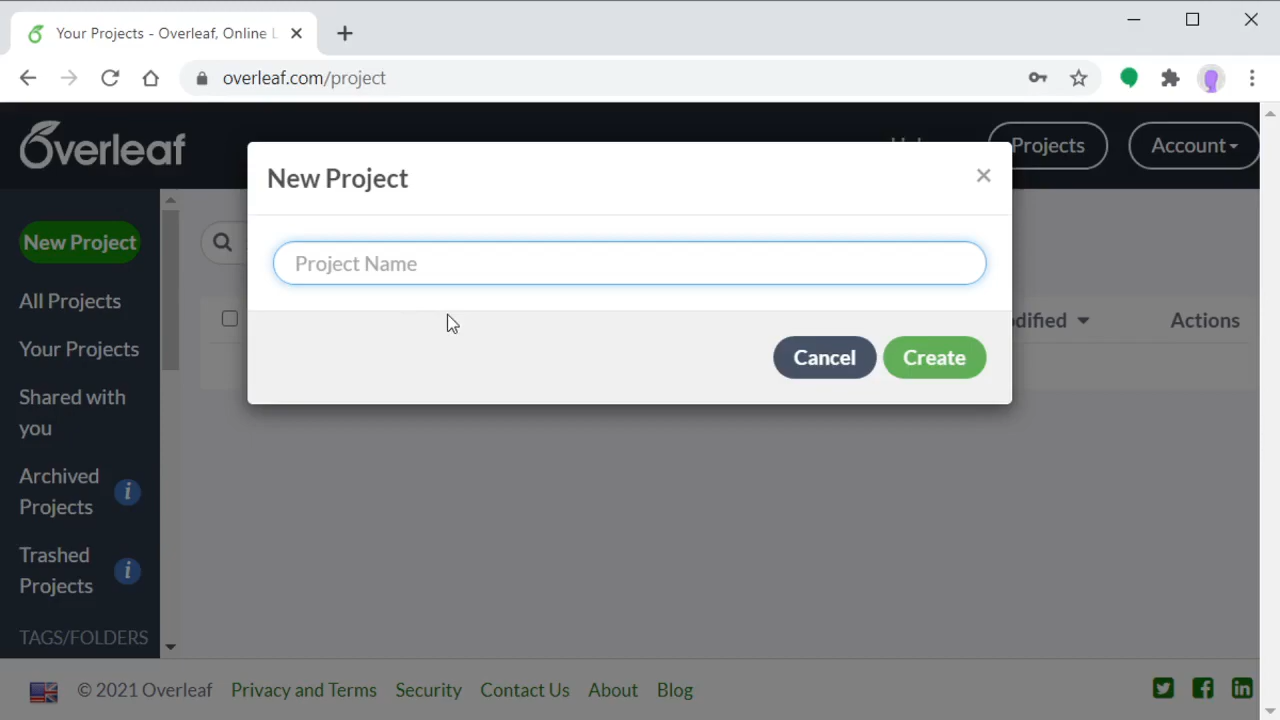 Your Projects - Overleaf, Online L
overleaf.com/project
Overleaf
Projects
Account
New Project
New Project
Project Name
All Projects
Your Projects
Shared with
you
Archived
Projects
Trashed
Projects
TAGS/FOLDERS
odified
Actions
Cancel
Create
© 2021 Overleaf
Privacy and Terms
Security
Contact Us
About
Blog